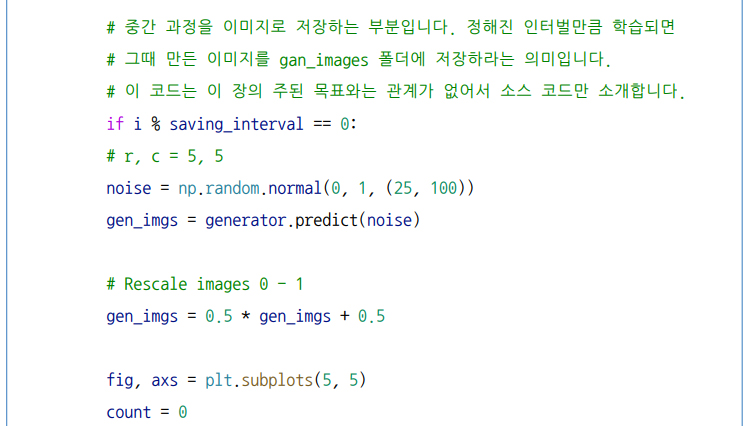 # 중간 과정을 이미지로 저장하는 부분입니다. 정해진 인터벌만큼 학습되면
# 그때 만든 이미지를 gan_images 폴더에 저장하라는 의미입니다.
# 이 코드는 이 장의 주된 목표와는 관계가 없어서 소스 코드만 소개합니다.
if i % saving_interval == 0:
# r, c = 5, 5
noise = np.random.normal(0, 1, (25, 100))
gen_imgs = generator.predict(noise)
# Rescale images 0 - 1
gen_imgs = 0.5 * gen_imgs + 0.5
fig, axs = plt.subplots(5, 5)
count = 0